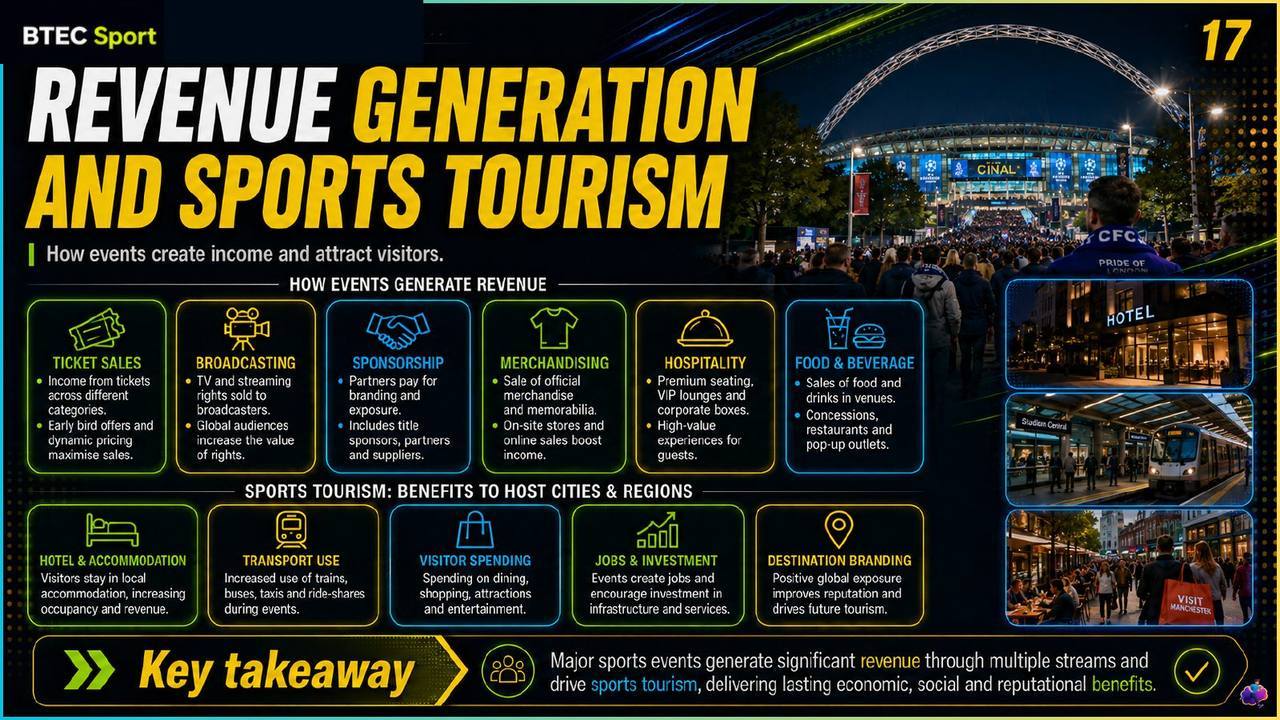 BTEC Sport
17
REVENUE GENERATION
AND SPORTS TOURISM
How events create income and attract visitors.
CINAL
CFC
PRIDE OF
LONDON
HOW EVENTS GENERATE REVENUE
TICKET SALES
• Income from tickets
across different
categories.
• Early bird offers and
dynamic pricing
maximise sales.
BROADCASTING
• TV and streaming
rights sold to
broadcasters.
• Global audiences
increase the value
of rights.
SPONSORSHIP
• Partners pay for
branding and
exposure.
• Includes title
sponsors, partners
and suppliers.
MERCHANDISING
• Sale of official
merchandise
and memorabilia.
• On-site stores and
online sales boost
income.
HOSPITALITY
• Premium seating,
VIP lounges and
corporate boxes.
• High-value
experiences for
guests.
FOOD & BEVERAGE
• Sales of food and
drinks in venues.
• Concessions,
restaurants and
pop-up outlets.
HOTEL
Stadium Central
VISIT
MANCHESTER
SPORTS TOURISM: BENEFITS TO HOST CITIES & REGIONS
HOTEL & ACCOMMODATION
Visitors stay in local
accommodation, increasing
occupancy and revenue.
TRANSPORT USE
Increased use of trains,
buses, taxis and ride-shares
during events.
VISITOR SPENDING
Spending on dining,
shopping, attractions
and entertainment.
JOBS & INVESTMENT
Events create jobs and
encourage investment in
infrastructure and services.
DESTINATION BRANDING
Positive global exposure
improves reputation and
drives future tourism.
Key takeaway
Major sports events generate significant revenue through multiple streams and
drive sports tourism, delivering lasting economic, social and reputational benefits.